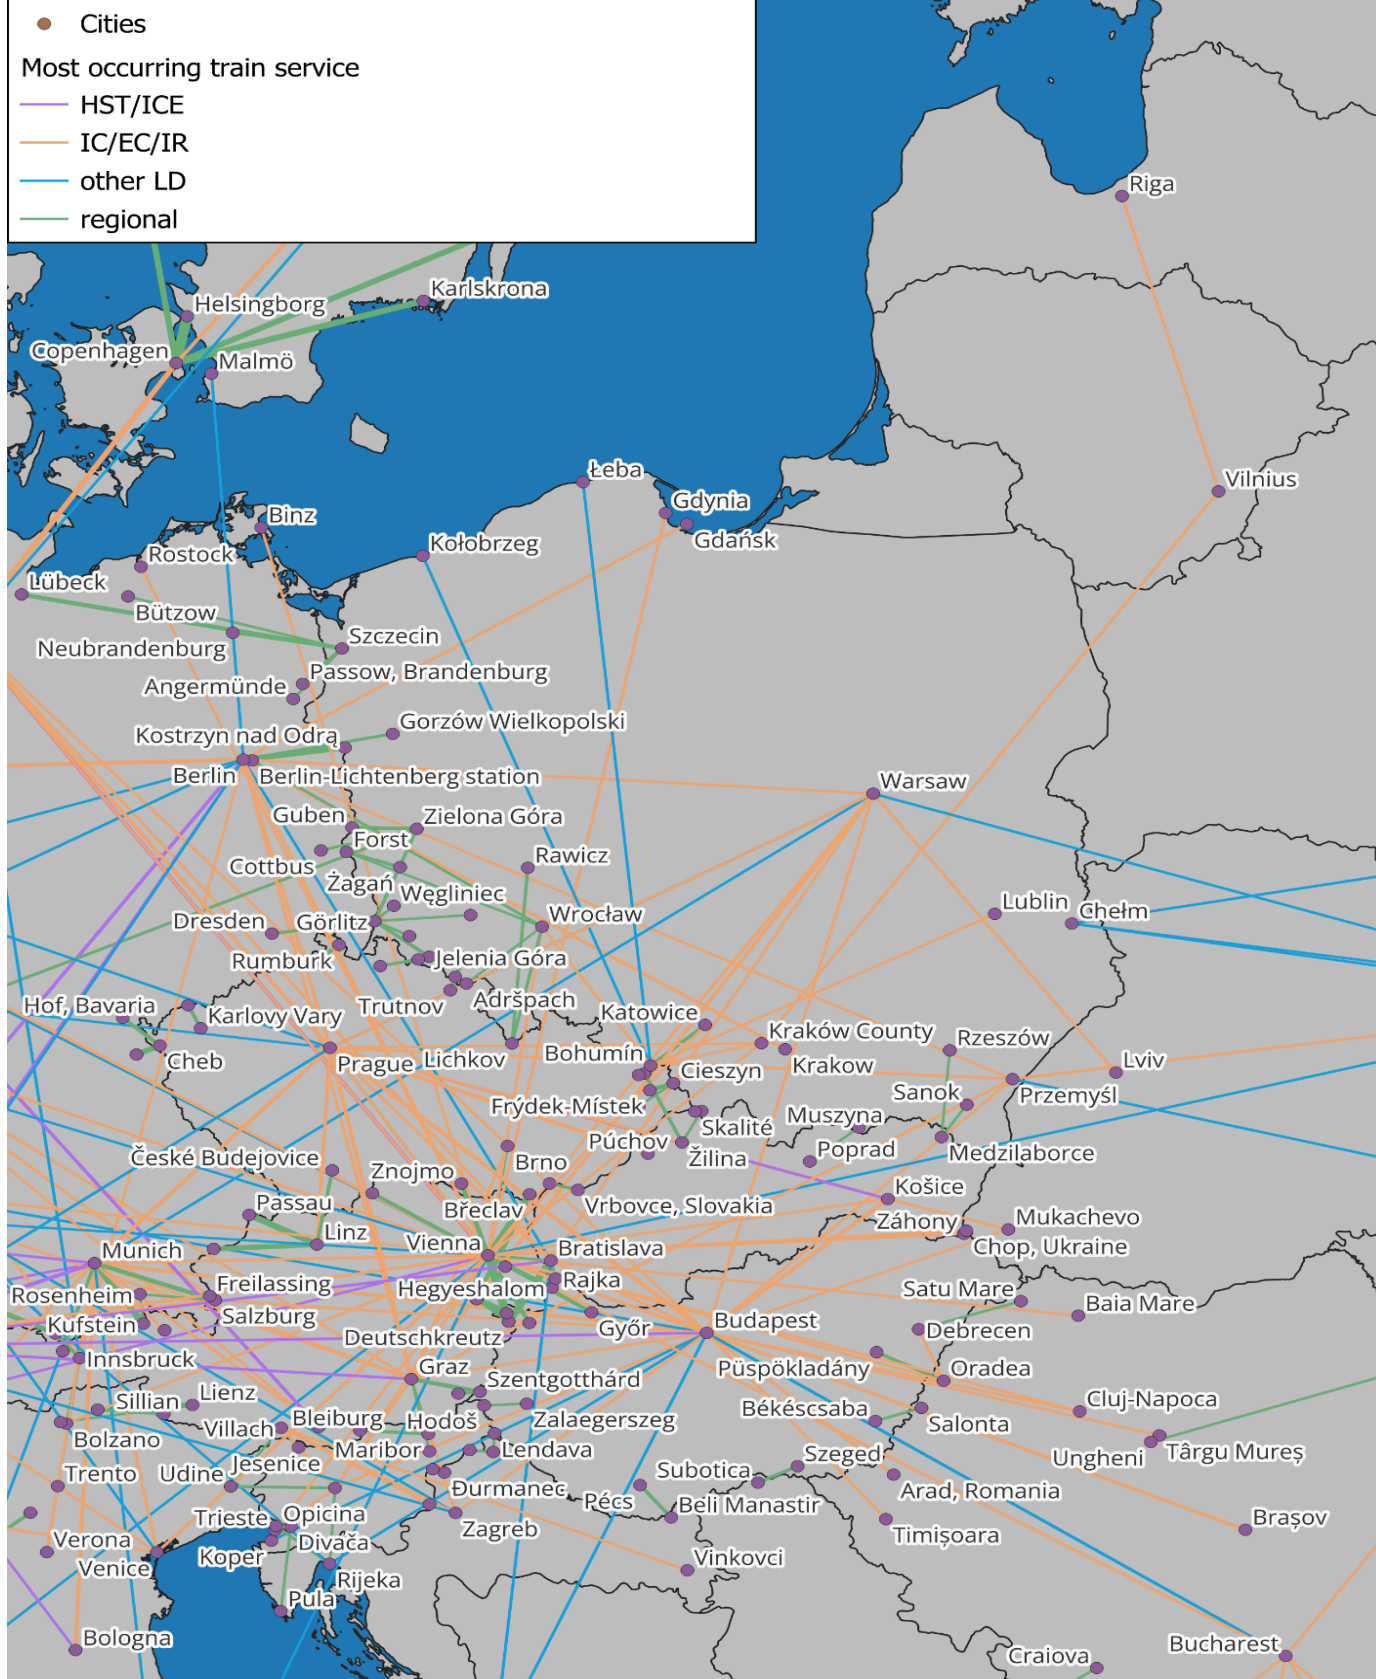 Cities
Most occurring train service
HST/ICE
IC/EC/IR
other LD
regional
Riga
Karlskrona
Helsingborg
Copenhagen
Malmö
Łeba
Vilnius
Gdynia
Binz
Gdańsk
Kołobrzeg
Rostock
Lübeck
Bützow
Szczecin
Neubrandenburg
Passow, Brandenburg
Angermünde
Gorzów Wielkopolski
Kostrzyn nad Odrą
Berlin
Berlin-Lichtenberg station
Warsaw
Guben
Zielona Góra
Forst
Cottbus
Rawicz
Żagań
Węgliniec
Lublin
Chełm
Dresden
Görlitz
Wrocław
Rumburk
Jelenia Góra
Trutnov
Adršpach
Hof, Bavaria
Karlovy Vary
Katowice
Kraków County
Rzeszów
Cheb
Prague
Lichkov
Bohumín
Krakow
Lviv
Cieszyn
Sanok
Przemyśl
Frýdek-Místek
Skalité
Muszyna
Púchov
Žilina
Poprad
Medzilaborce
České Budejovice
Znojmo
Brno
Košice
Passau
Břeclav
Vrbovce, Slovakia
Záhony
Mukachevo
Linz
Vienna
Bratislava
Chop, Ukraine
Munich
Freilassing
Hegyeshalom
Rajka
Satu Mare
Baia Mare
Rosenheim
Salzburg
Kufstein
Deutschkreutz
Győr
Budapest
Debrecen
Innsbruck
Graz
Püspökladány
Oradea
Sillian
Lienz
Szentgotthárd
Cluj-Napoca
Villach
Bleiburg
Hodoš
Zalaegerszeg
Békéscsaba
Salonta
Bolzano
Maribor
Lendava
Szeged
Ungheni
Târgu Mureș
Trento
Udine
Jesenice
Đurmanec
Subotica
Arad, Romania
Trieste
Opicina
Pécs
Beli Manastir
Brașov
Verona
Koper
Divača
Zagreb
Timișoara
Venice
Rijeka
Vinkovci
Pula
Bologna
Craiova
Bucharest